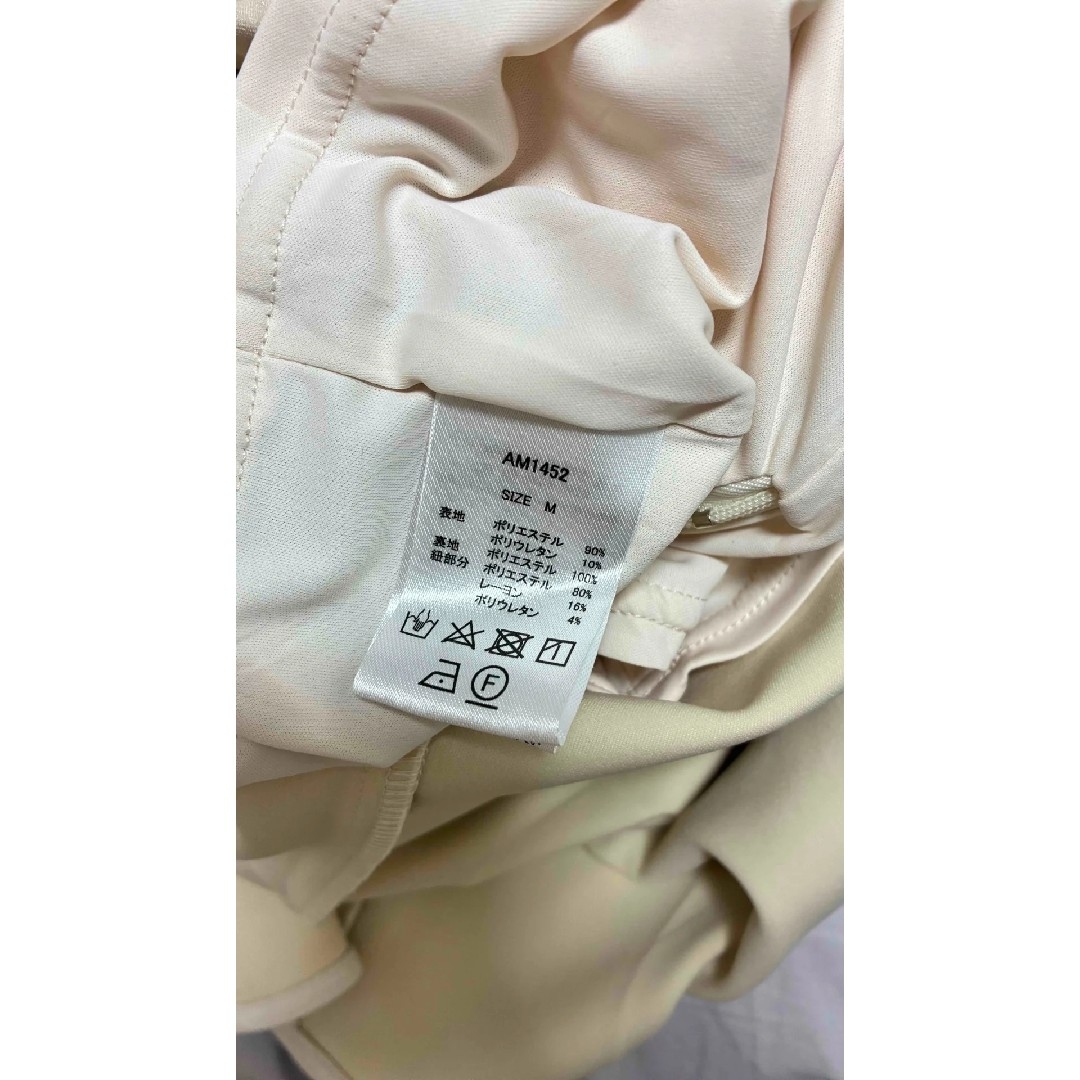 AM1452
SIZE M
表地 ポリエステル 90%
ポリウレタン 10%
裏地 ポリエステル 100%
紐部分 ポリエステル 80%
レーヨン 16%
ポリウレタン 4%
F